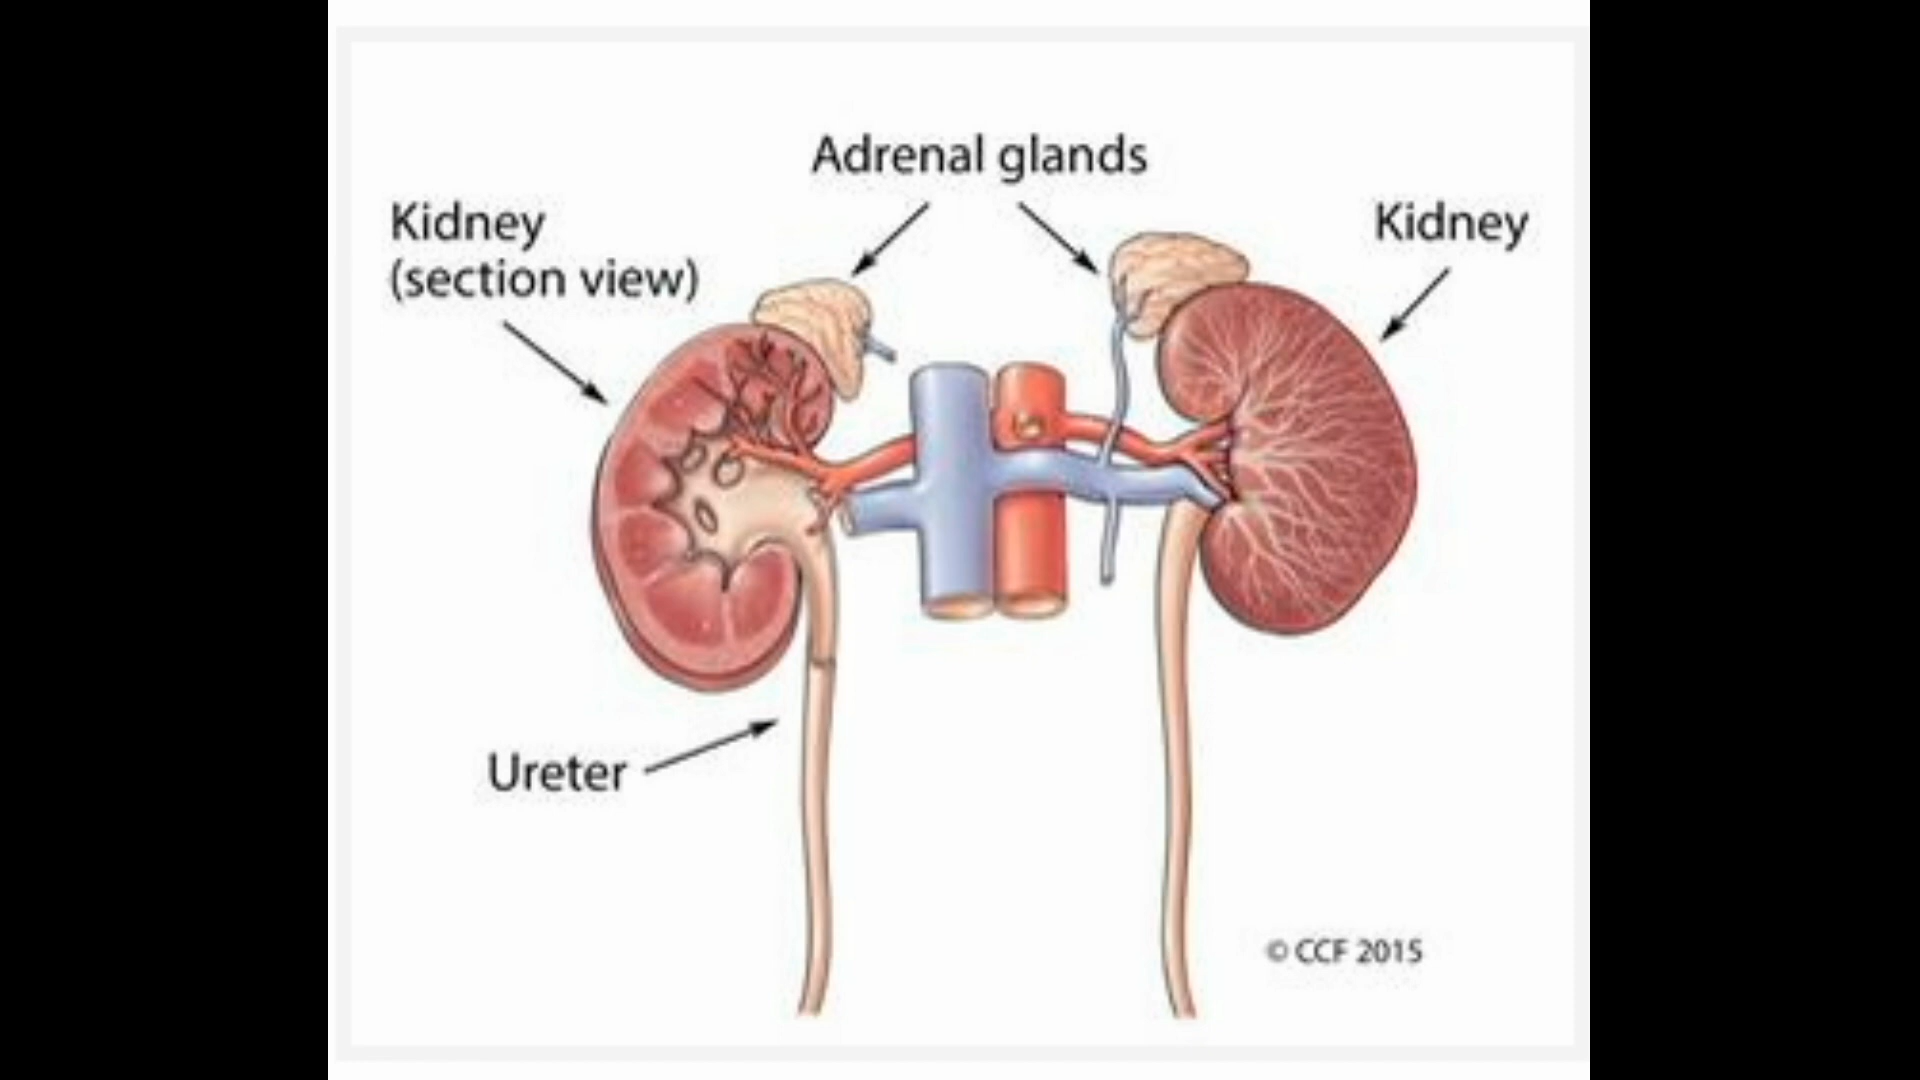 Adrenal glands
Kidney
(section view)
Kidney
Ureter
© CCF 2015